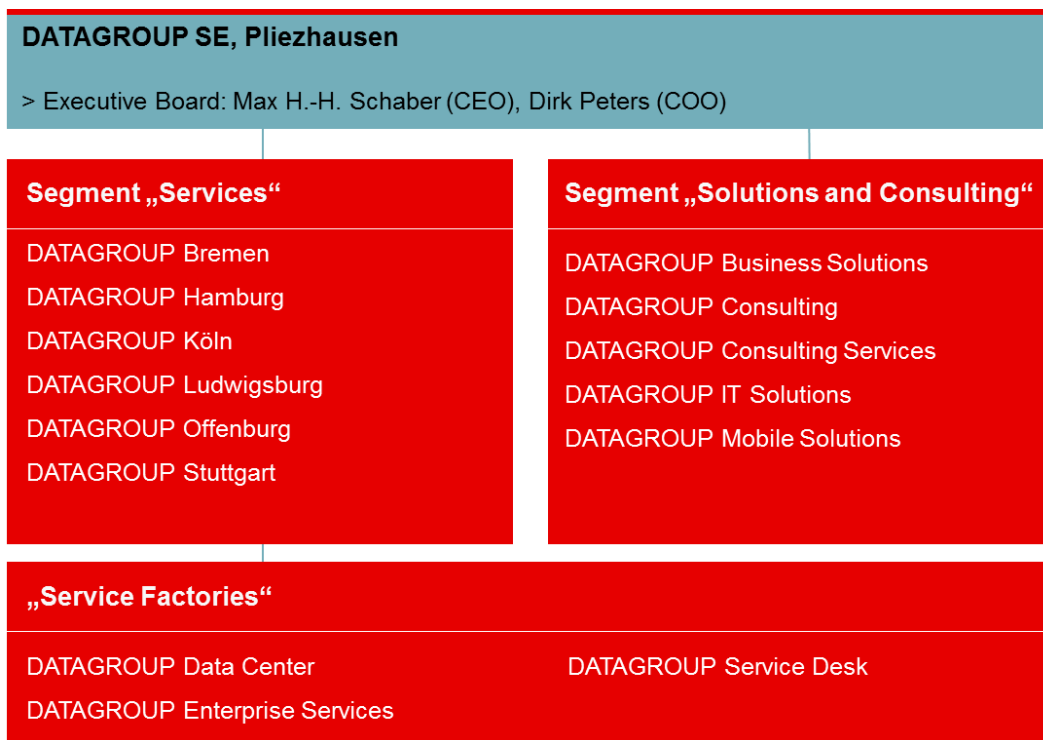 DATAGROUP SE, Pliezhausen
> Executive Board: Max H.-H. Schaber (CEO), Dirk Peters (COO)
Segment „Services“
DATAGROUP Bremen
DATAGROUP Hamburg
DATAGROUP Köln
DATAGROUP Ludwigsburg
DATAGROUP Offenburg
DATAGROUP Stuttgart
Segment „Solutions and Consulting“
DATAGROUP Business Solutions
DATAGROUP Consulting
DATAGROUP Consulting Services
DATAGROUP IT Solutions
DATAGROUP Mobile Solutions
„Service Factories“
DATAGROUP Data Center
DATAGROUP Enterprise Services
DATAGROUP Service Desk